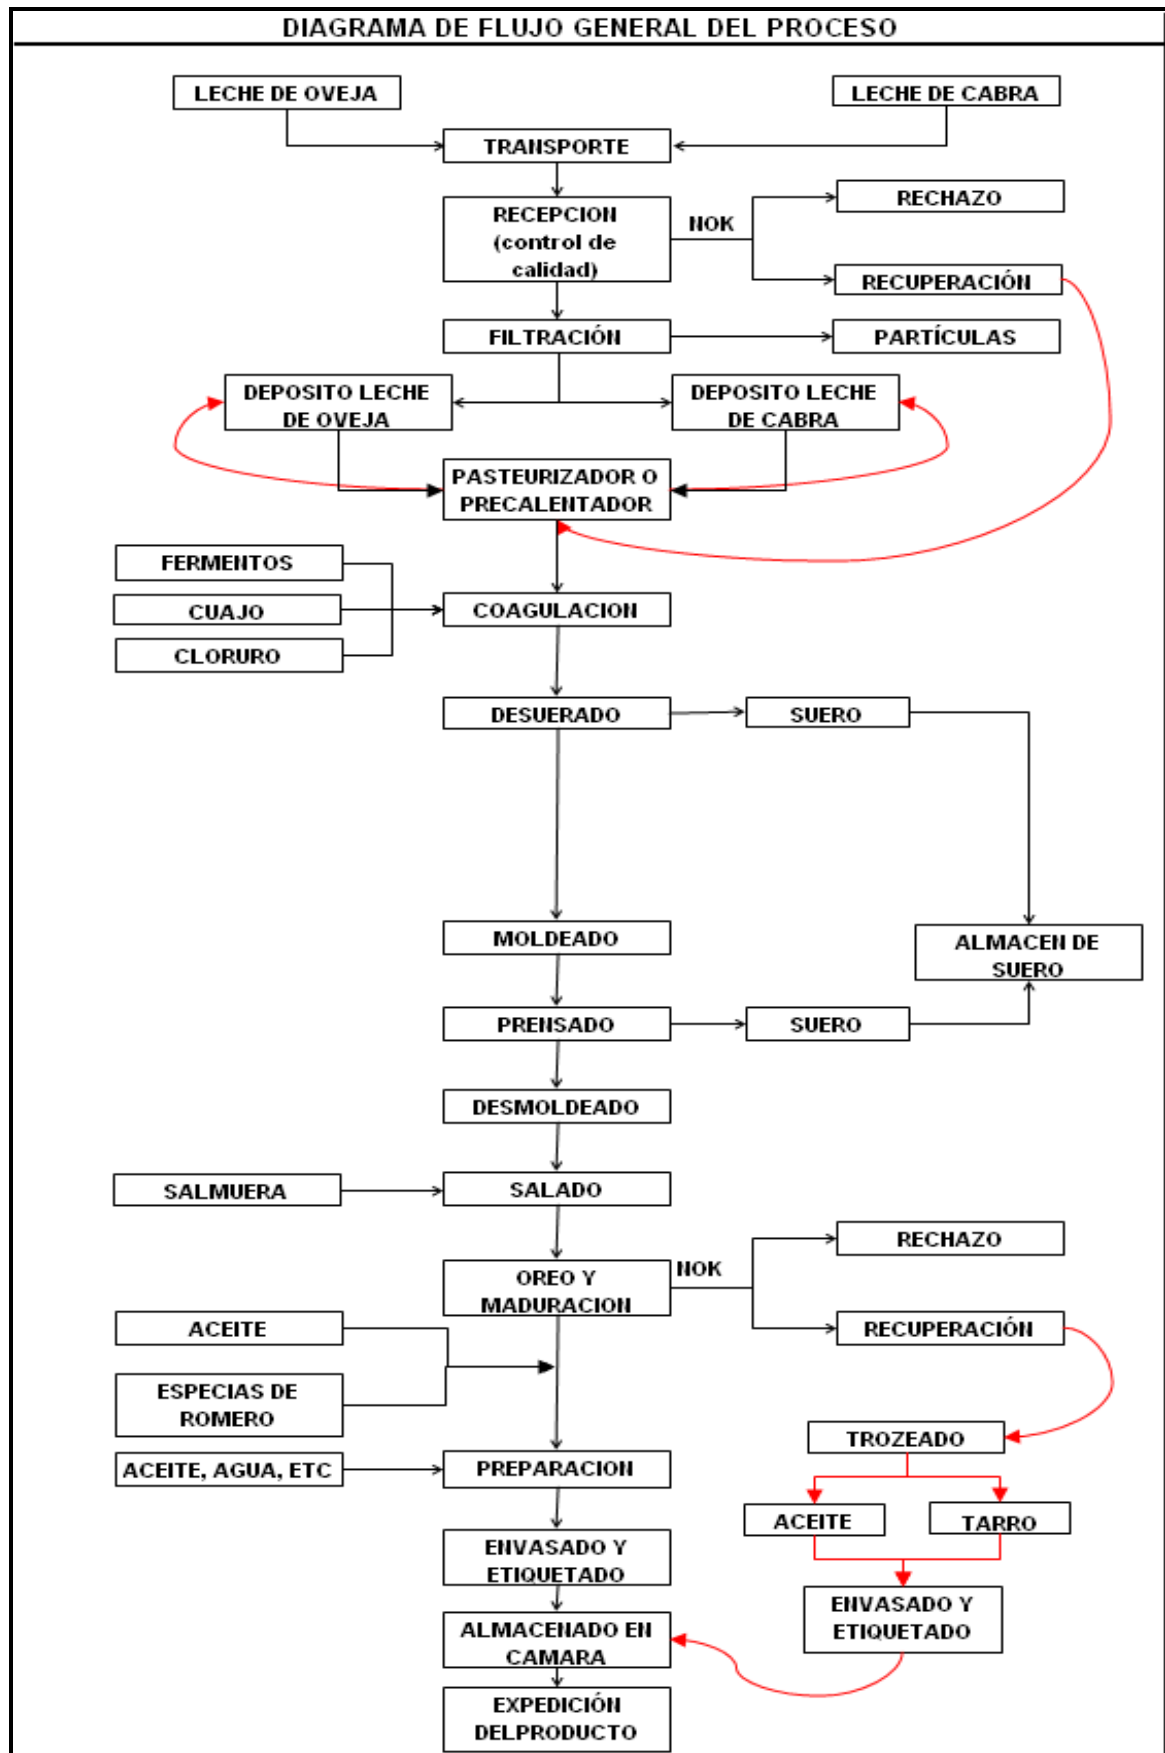 DIAGRAMA DE FLUJO GENERAL DEL PROCESO
LECHE DE OVEJA
LECHE DE CABRA
TRANSPORTE
RECEPCION
(control de
calidad)
NOK
RECHAZO
RECUPERACIÓN
FILTRACIÓN
PARTÍCULAS
DEPOSITO LECHE
DE OVEJA
DEPOSITO LECHE
DE CABRA
PASTEURIZADOR O
PRECALENTADOR
FERMENTOS
CUAJO
CLORURO
COAGULACION
DESUERADO
SUERO
MOLDEADO
ALMACEN DE
SUERO
PRENSADO
SUERO
DESMOLDEADO
SALMUERA
SALADO
OREO Y
MADURACION
NOK
RECHAZO
RECUPERACIÓN
ACEITE
ESPECIAS DE
ROMERO
ACEITE, AGUA, ETC
PREPARACION
TROZEADO
ACEITE
TARRO
ENVASADO Y
ETIQUETADO
ENVASADO Y
ETIQUETADO
ALMACENADO EN
CAMARA
EXPEDICIÓN
DELPRODUCTO